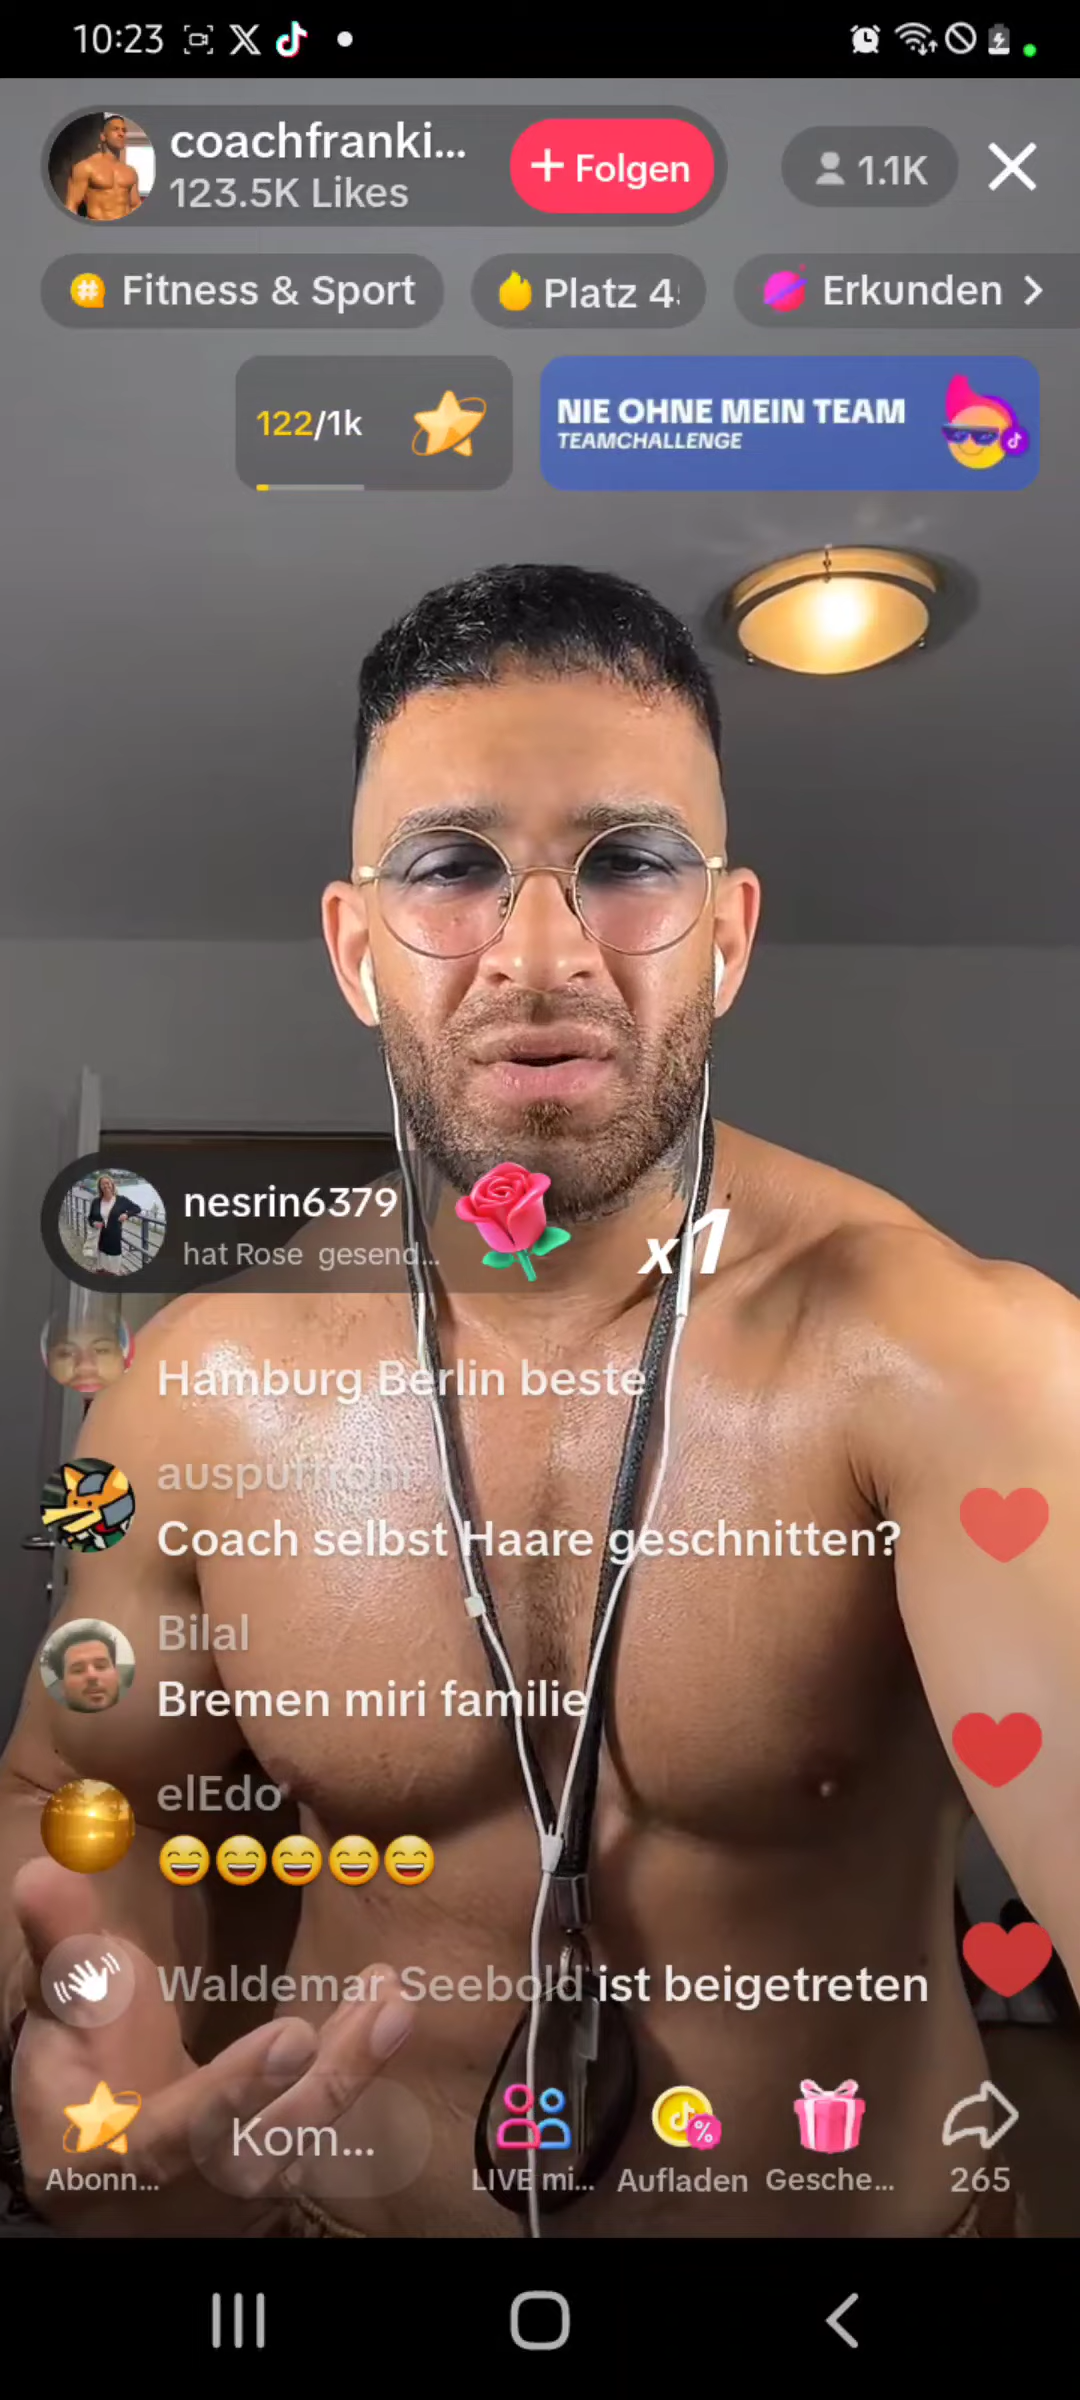 10:23
coachfranki...
123.5K Likes
+ Folgen
1.1K
Fitness & Sport
Platz 4
Erkunden
122/1k
NIE OHNE MEIN TEAM
TEAMCHALLENGE
nesrin6379
hat Rose gesend...
x1
Hamburg Berlin beste
auspuffrohr
Coach selbst Haare geschnitten?
Bilal
Bremen miri familie
elEdo
😄😄😄😄😄
Waldemar Seebold ist beigetreten
Kom...
Abonn...
LIVE mi...
Aufladen
Gesche...
265